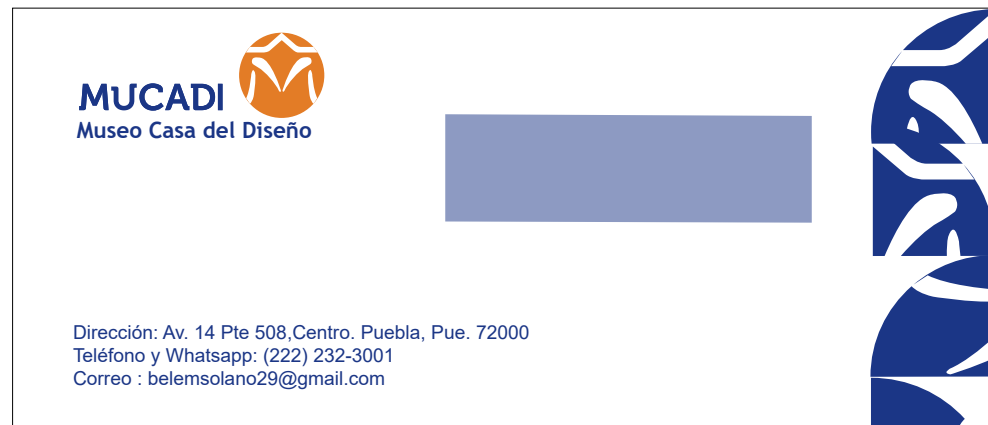 MUCADI
Museo Casa del Diseño
Dirección: Av. 14 Pte 508,Centro. Puebla, Pue. 72000
Teléfono y Whatsapp: (222) 232-3001
Correo : belemsolano29@gmail.com